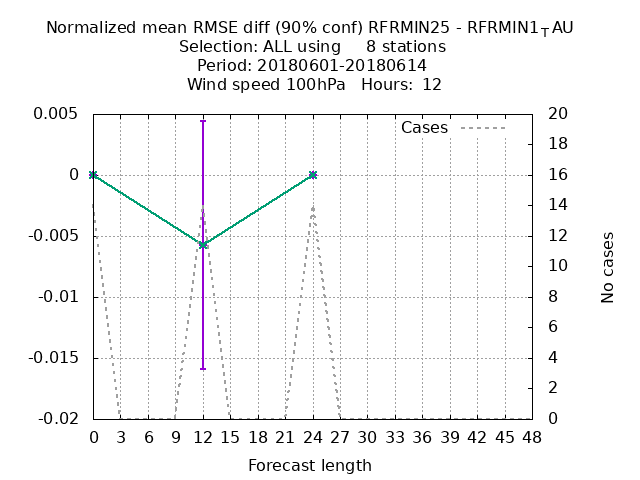 Normalized mean RMSE diff (90% conf) RFRMIN25 - RFRMIN1TAU
Selection: ALL using 8 stations
Period: 20180601-20180614
Wind speed 100hPa Hours: 12
Cases
0.005
0
-0.005
-0.01
-0.015
-0.02
20
18
16
14
12
10
8
6
4
2
0
No cases
0 3 6 9 12 15 18 21 24 27 30 33 36 39 42 45 48
Forecast length